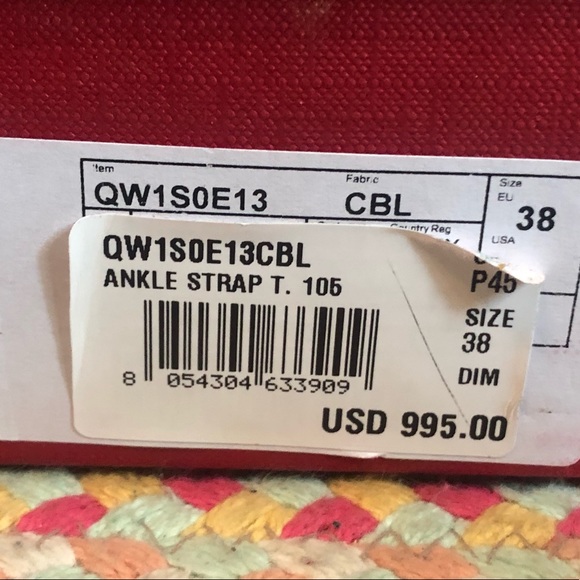 Item
Fabric
Size
QW1S0E13
CBL
EU
38
Country Reg
USA
QW1S0E13CBL
ANKLE STRAP T. 105
P45
SIZE
38
DIM
8 054304 633909
USD 995.00